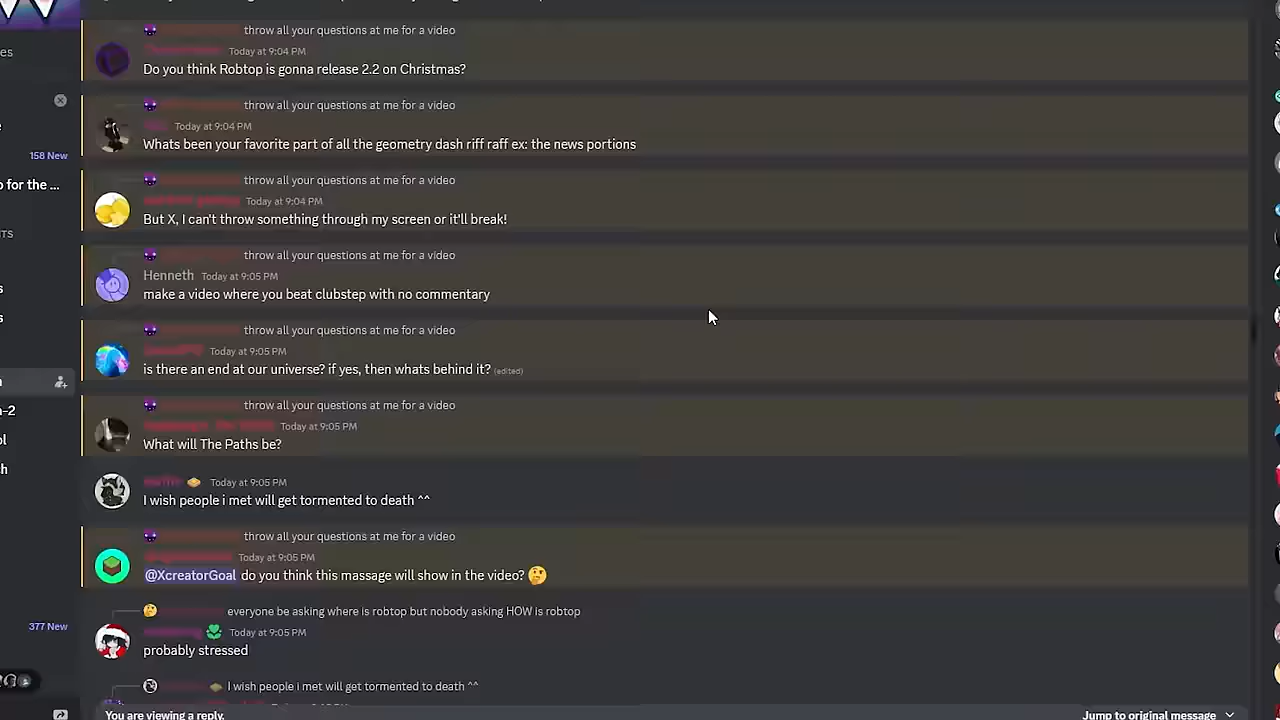 es
throw all your questions at me for a video
Today at 9:04 PM
Do you think Robtop is gonna release 2.2 on Christmas?
throw all your questions at me for a video
Today at 9:04 PM
Whats been your favorite part of all the geometry dash riff raff ex: the news portions
158 New
throw all your questions at me for a video
p for the ...
Today at 9:04 PM
But X, I can't throw something through my screen or it'll break!
TS
throw all your questions at me for a video
Henneth Today at 9:05 PM
make a video where you beat clubstep with no commentary
s
s
throw all your questions at me for a video
Today at 9:05 PM
is there an end at our universe? if yes, then whats behind it? (edited)
throw all your questions at me for a video
-2
Today at 9:05 PM
ol
What will The Paths be?
ch
Today at 9:05 PM
I wish people i met will get tormented to death ^^
throw all your questions at me for a video
Today at 9:05 PM
@XcreatorGoal do you think this massage will show in the video? 🤔
everyone be asking where is robtop but nobody asking HOW is robtop
377 New
Today at 9:05 PM
probably stressed
I wish people i met will get tormented to death ^^
You are viewing a reply.
Jump to original message